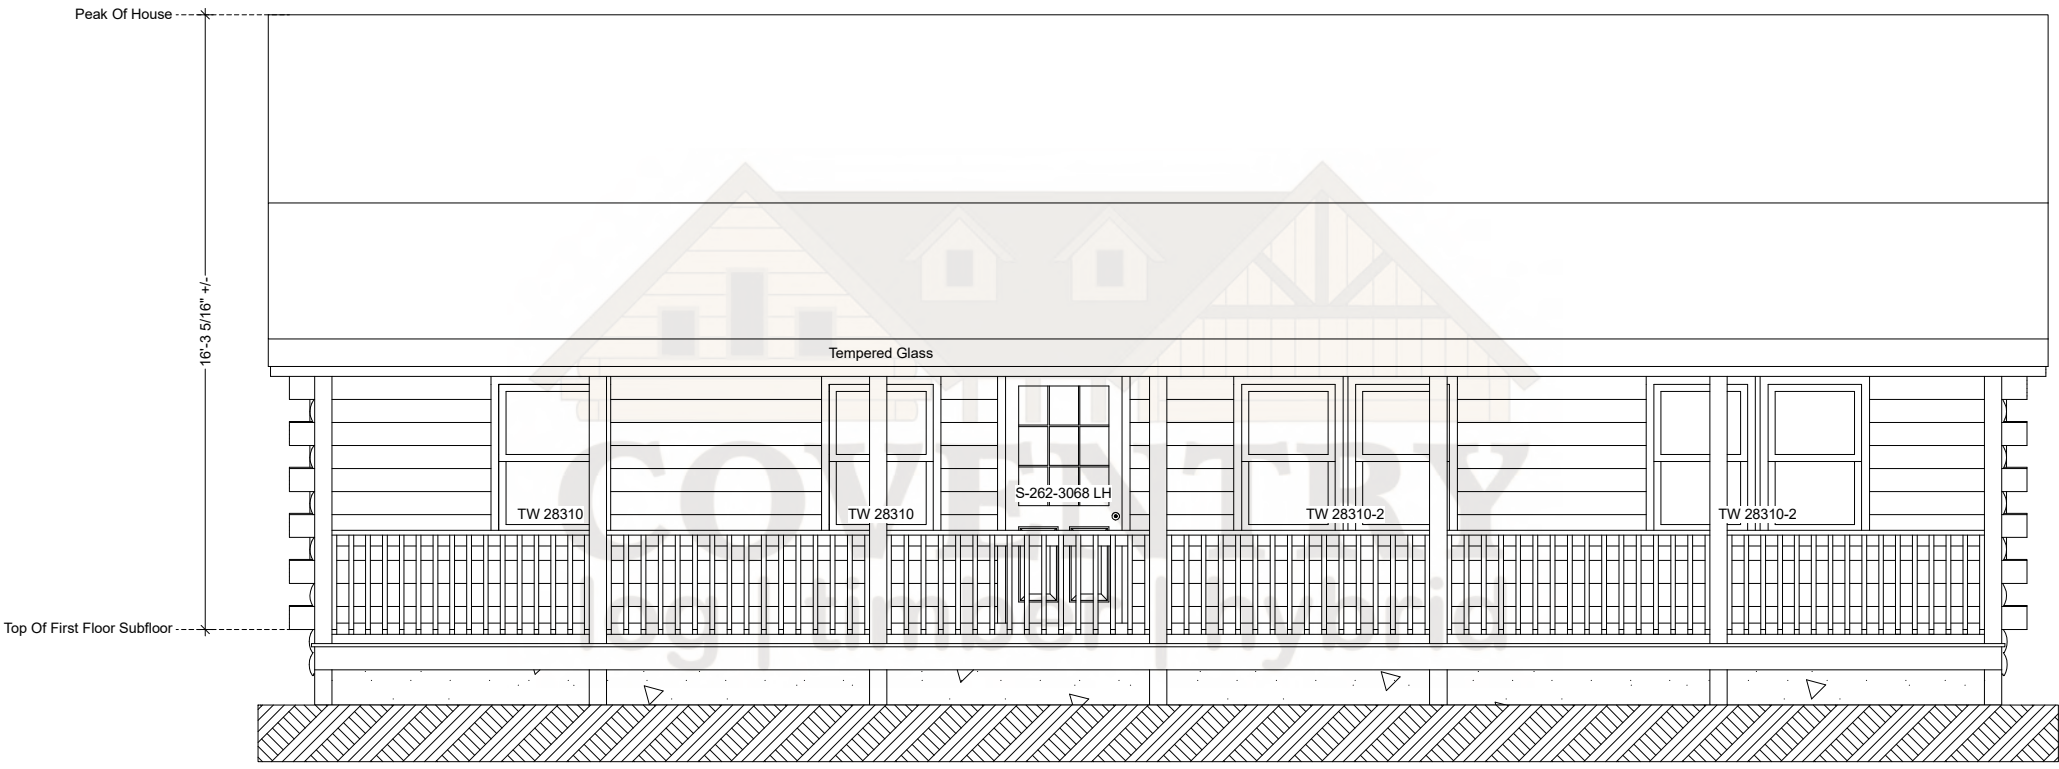 Peak Of House
16'-3 5/16" +/-
Tempered Glass
S-262-3068 LH
TW 28310
TW 28310
TW 28310-2
TW 28310-2
COVENTRY
log | timber | hybrid
Top Of First Floor Subfloor